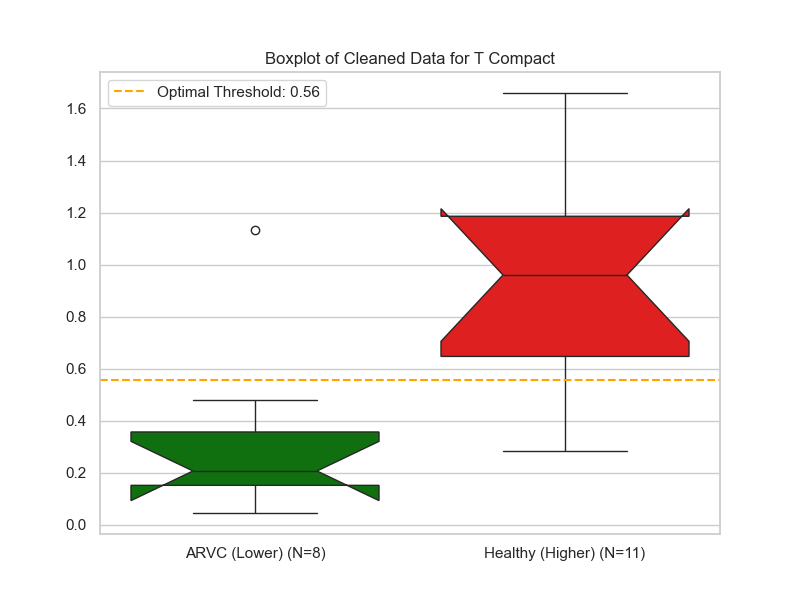 Boxplot of Cleaned Data for T Compact
Optimal Threshold: 0.56
1.6
1.4
1.2
1.0
0.8
0.6
0.4
0.2
0.0
ARVC (Lower) (N=8)
Healthy (Higher) (N=11)